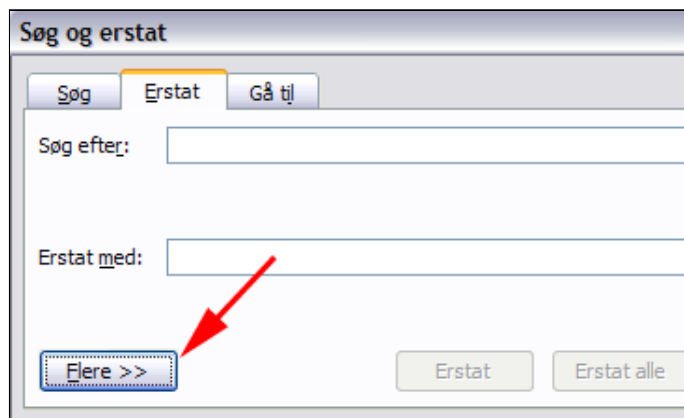 Søg og erstat
Søg Erstat Gå til
Søg efter:
Erstat med:
Flere >> Erstat Erstat alle